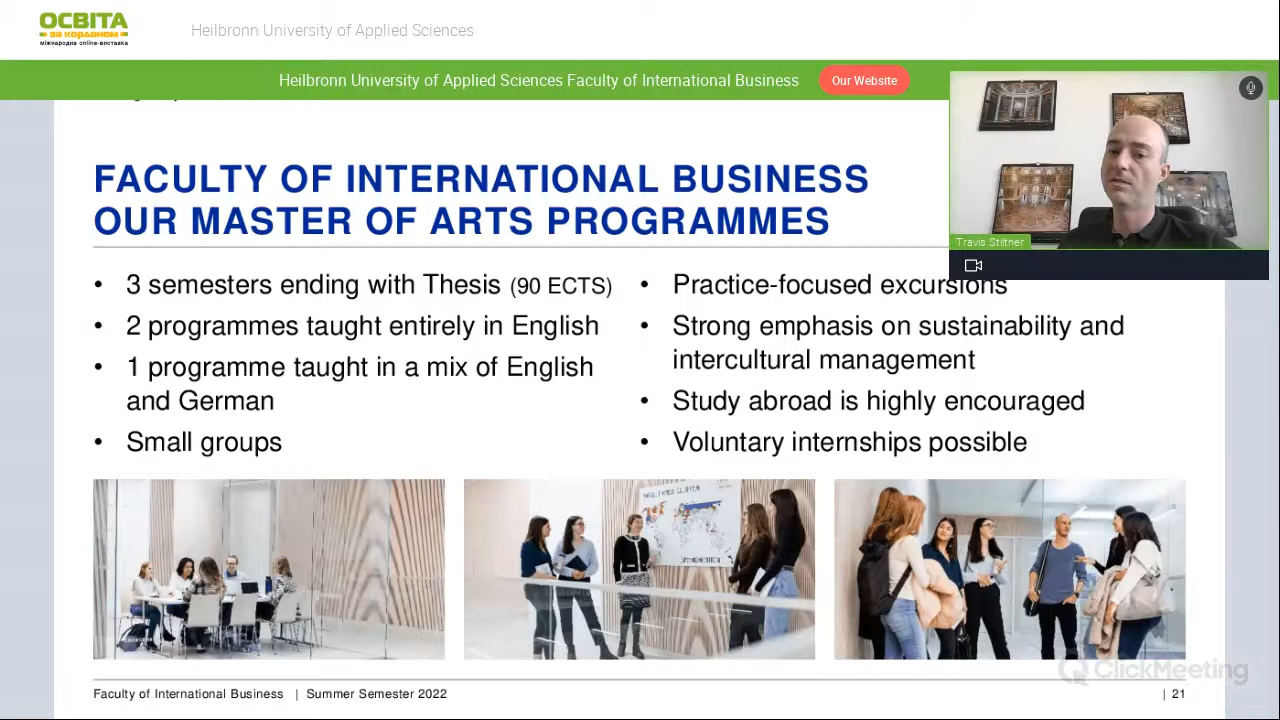 ОСВІТА
за кордоном
міжнародна online-виставка
Heilbronn University of Applied Sciences
Heilbronn University of Applied Sciences Faculty of International Business
Our Website
Travis Stiltner
FACULTY OF INTERNATIONAL BUSINESS
OUR MASTER OF ARTS PROGRAMMES
• 3 semesters ending with Thesis (90 ECTS)
• 2 programmes taught entirely in English
• 1 programme taught in a mix of English
and German
• Small groups
• Practice-focused excursions
• Strong emphasis on sustainability and
intercultural management
• Study abroad is highly encouraged
• Voluntary internships possible
ClickMeeting
Faculty of International Business | Summer Semester 2022
| 21